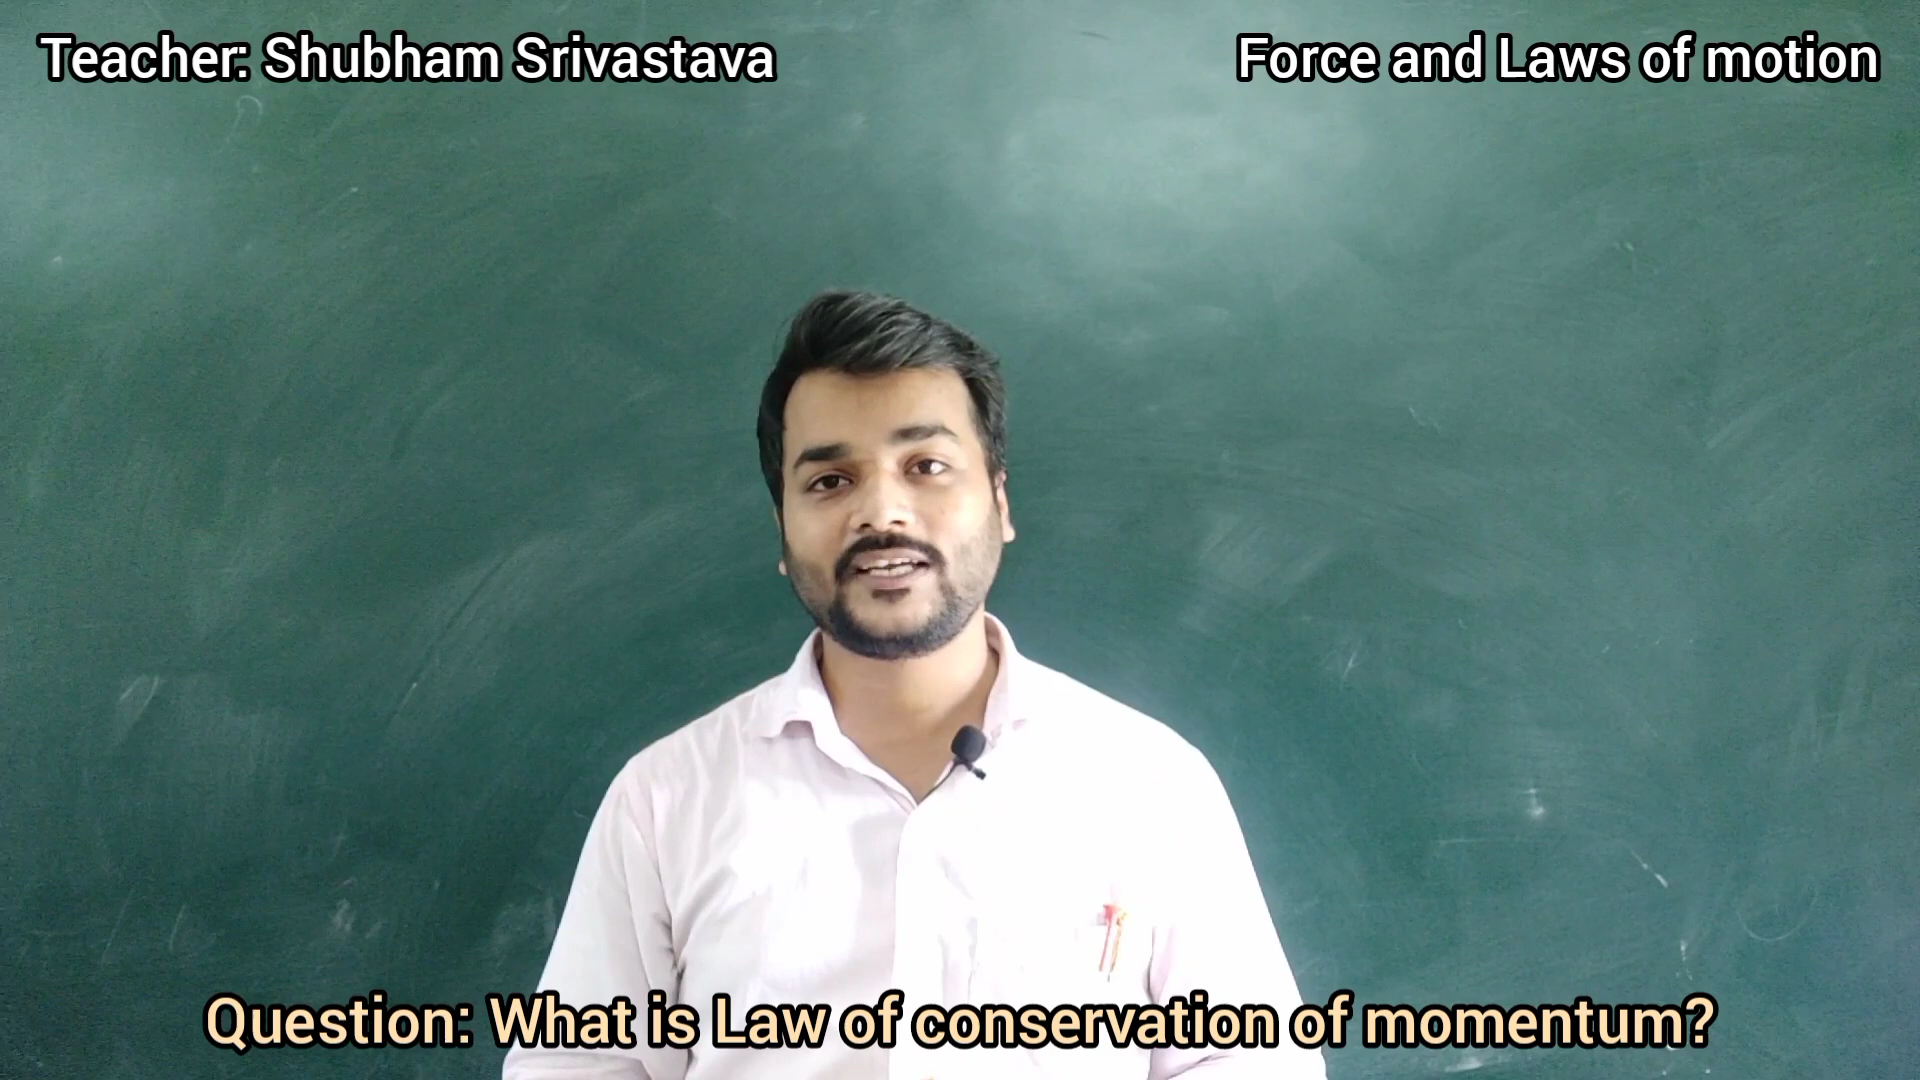 Teacher: Shubham Srivastava
Force and Laws of motion
Question: What is Law of conservation of momentum?